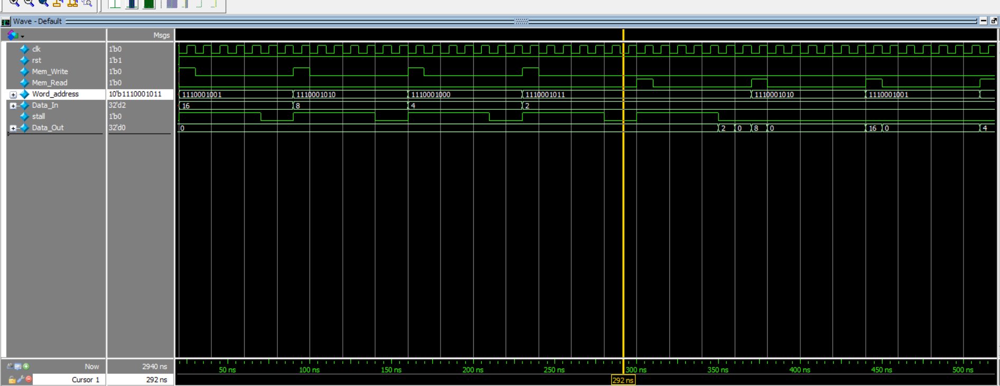 Wave - Default
Msgs
clk 1'b0
rst 1'b1
Mem_Write 1'b0
Mem_Read 1'b0
Word_address 10'b1110001011 1110001001 1110001010 1110001000 1110001011 1110001010 1110001001
Data_In 32'd2 16 8 4 2
stall 1'b0
Data_Out 32'd0 0 2 0 8 0 16 0 4
Now 2940 ns 50 ns 100 ns 150 ns 200 ns 250 ns 300 ns 350 ns 400 ns 450 ns 500 ns
Cursor 1 292 ns 292 ns